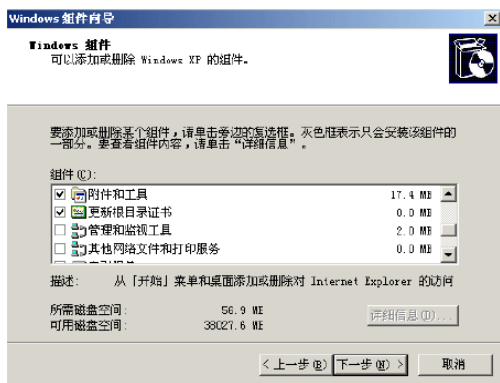 Windows 组件向导
Windows 组件
可以添加或删除 Windows XP 的组件。
要添加或删除某个组件，请单击旁边的复选框。灰色框表示只会安装该组件的
一部分。要查看组件内容，请单击“详细信息”。
组件(C):
附件和工具 17.4 MB
更新根目录证书 0.0 MB
管理和监视工具 2.0 MB
其他网络文件和打印服务 0.0 MB
描述: 从「开始」菜单和桌面添加或删除对 Internet Explorer 的访问
所需磁盘空间: 56.9 MB
详细信息(D)...
可用磁盘空间: 38027.6 MB
< 上一步(B) 下一步(N) > 取消